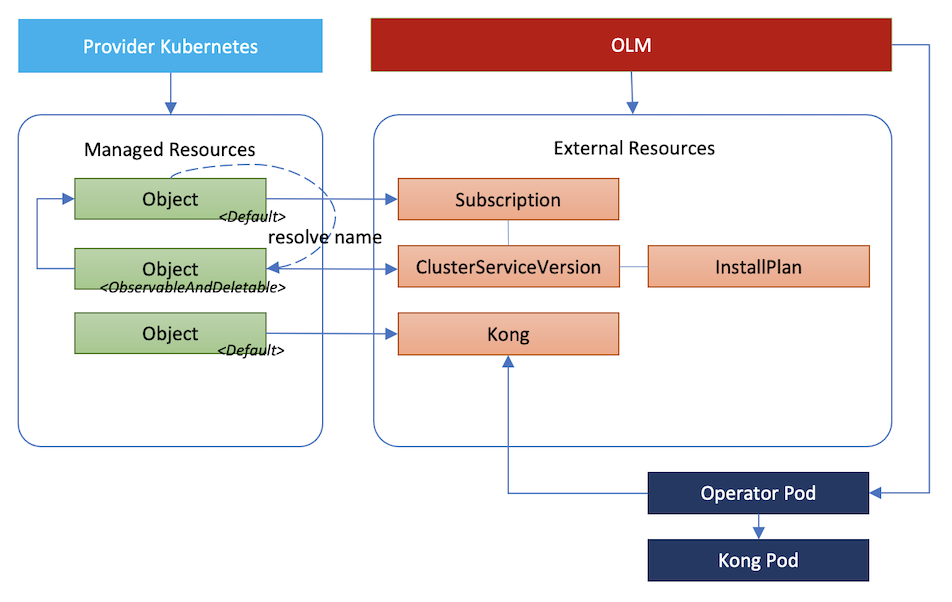 Provider Kubernetes
OLM
Managed Resources
External Resources
Object
<Default>
Subscription
resolve name
Object
<ObservableAndDeletable>
ClusterServiceVersion
InstallPlan
Object
<Default>
Kong
Operator Pod
Kong Pod